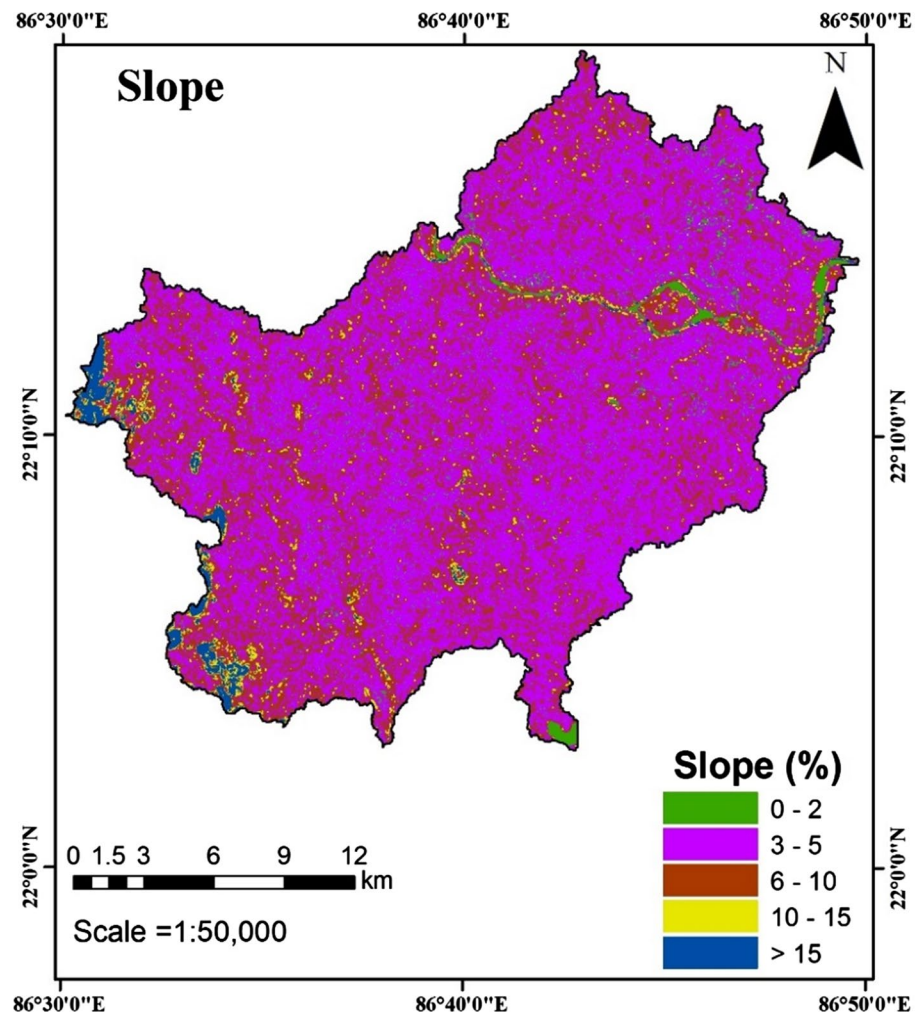 86°30'0"E 86°40'0"E 86°50'0"E
Slope
N
22°10'0"N 22°10'0"N
Slope (%)
0 - 2
3 - 5
6 - 10
10 - 15
> 15
0 1.5 3 6 9 12
km
Scale =1:50,000
22°0'0"N 22°0'0"N
86°30'0"E 86°40'0"E 86°50'0"E